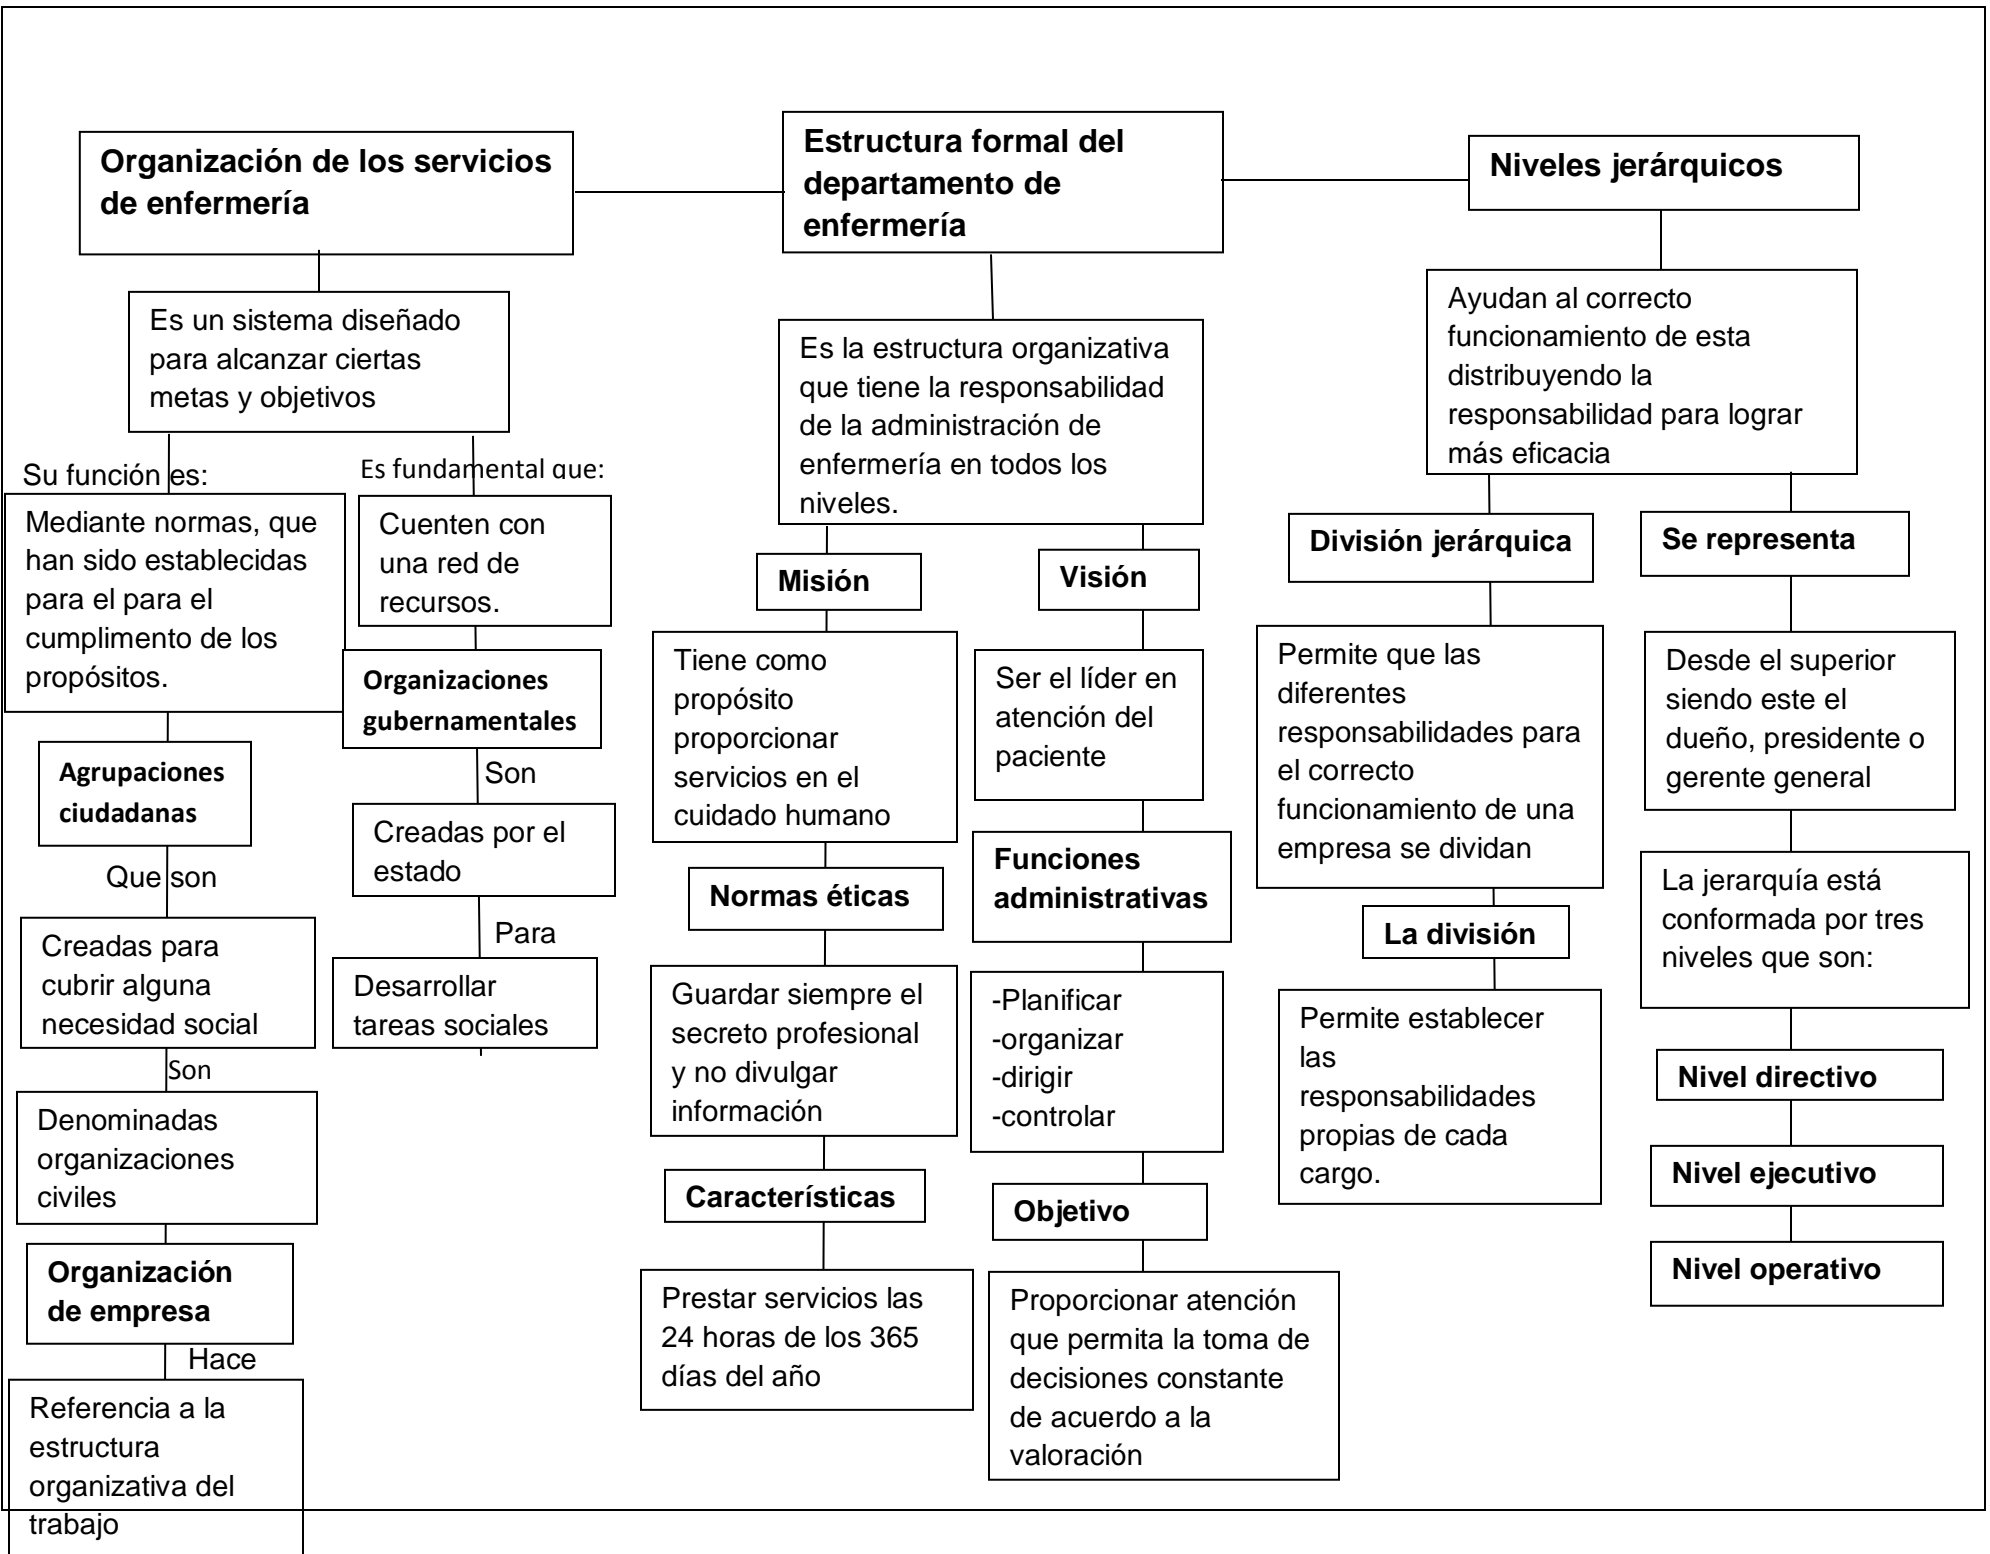 Organización de los servicios
de enfermería
Es un sistema diseñado
para alcanzar ciertas
metas y objetivos
Su función es:
Mediante normas, que
han sido establecidas
para el para el
cumplimento de los
propósitos.
Agrupaciones
ciudadanas
Que son
Creadas para
cubrir alguna
necesidad social
Son
Denominadas
organizaciones
civiles
Organización
de empresa
Hace
Referencia a la
estructura
organizativa del
trabajo
Es fundamental que:
Cuenten con
una red de
recursos.
Organizaciones
gubernamentales
Son
Creadas por el
estado
Para
Desarrollar
tareas sociales
Estructura formal del
departamento de
enfermería
Es la estructura organizativa
que tiene la responsabilidad
de la administración de
enfermería en todos los
niveles.
Misión
Tiene como
propósito
proporcionar
servicios en el
cuidado humano
Normas éticas
Guardar siempre el
secreto profesional
y no divulgar
información
Características
Prestar servicios las
24 horas de los 365
días del año
Visión
Ser el líder en
atención del
paciente
Funciones
administrativas
-Planificar
-organizar
-dirigir
-controlar
Objetivo
Proporcionar atención
que permita la toma de
decisiones constante
de acuerdo a la
valoración
Niveles jerárquicos
Ayudan al correcto
funcionamiento de esta
distribuyendo la
responsabilidad para lograr
más eficacia
División jerárquica
Permite que las
diferentes
responsabilidades para
el correcto
funcionamiento de una
empresa se dividan
La división
Permite establecer
las
responsabilidades
propias de cada
cargo.
Se representa
Desde el superior
siendo este el
dueño, presidente o
gerente general
La jerarquía está
conformada por tres
niveles que son:
Nivel directivo
Nivel ejecutivo
Nivel operativo